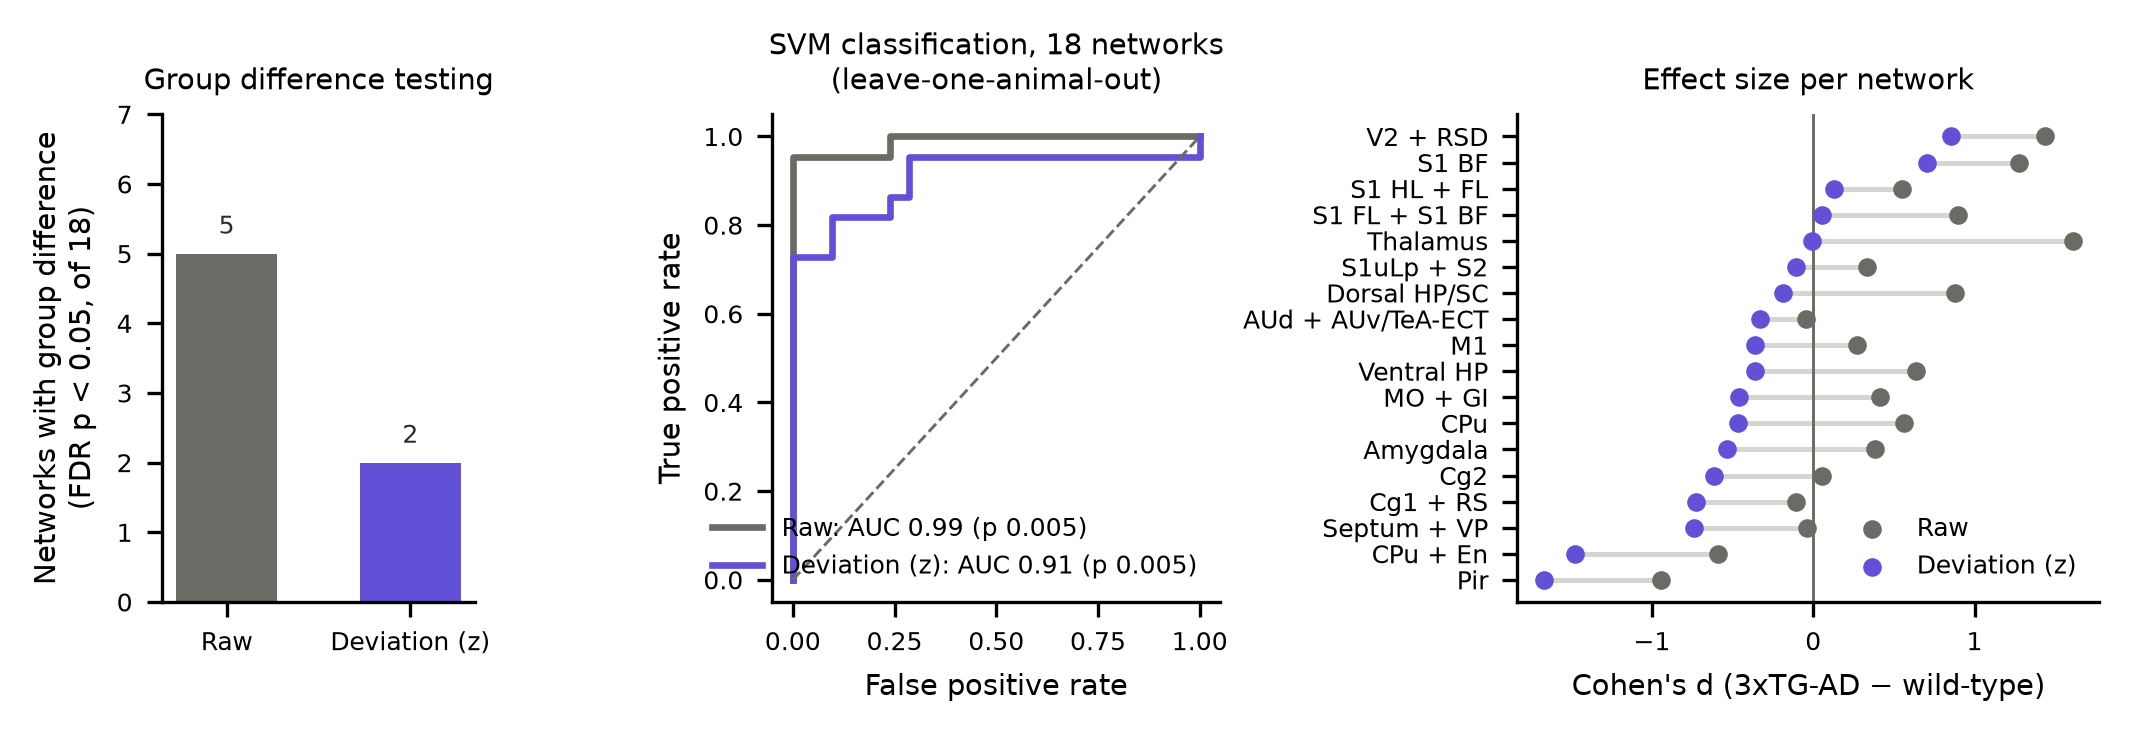 Group difference testing
Networks with group difference
(FDR p < 0.05, of 18)
7
6
5
4
3
2
1
0
5
2
Raw
Deviation (z)
SVM classification, 18 networks
(leave-one-animal-out)
True positive rate
1.0
0.8
0.6
0.4
0.2
0.0
Raw: AUC 0.99 (p 0.005)
Deviation (z): AUC 0.91 (p 0.005)
0.00
0.25
0.50
0.75
1.00
False positive rate
Effect size per network
V2 + RSD
S1 BF
S1 HL + FL
S1 FL + S1 BF
Thalamus
S1uLp + S2
Dorsal HP/SC
AUd + AUv/TeA-ECT
M1
Ventral HP
MO + GI
CPu
Amygdala
Cg2
Cg1 + RS
Septum + VP
CPu + En
Pir
Raw
Deviation (z)
−1
0
1
Cohen's d (3xTG-AD − wild-type)